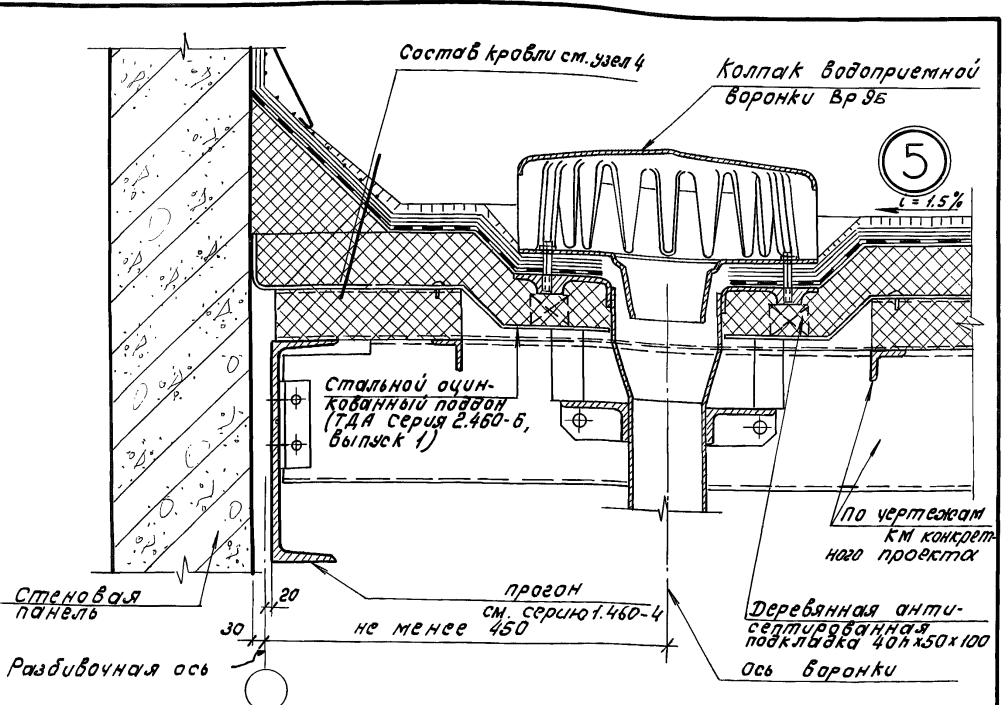 Состав кровли см. узел 4
Колпак водоприемной
воронки Вр 9Б
5
i = 1.5%
Стальной оцин-
кованный поддон
(ТДА серия 2.460-6,
выпуск 1)
По чертежам
КМ конкрет-
ного проекта
Стеновая
панель
20
прогон
см. серию 1.460-4
30
не менее 450
Деревянная анти-
септированная
подкладка 40h×50×100
Разбивочная ось
Ось воронки